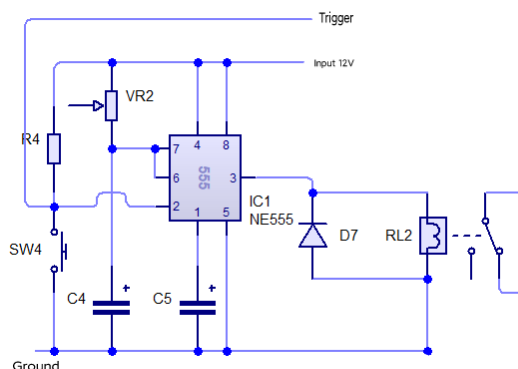 Trigger
Input 12V
VR2
R4
7 4 8
555
6 3
IC1
2 NE555
1 5
D7 RL2
SW4
C4 + C5 +
Ground